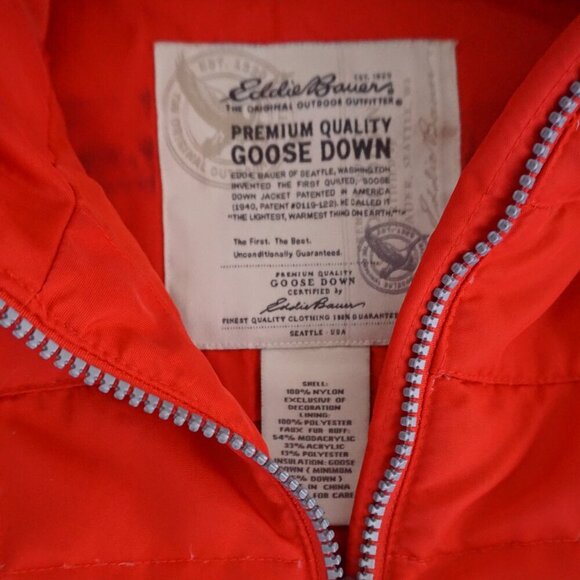 EST. 1920
Eddie Bauer
THE ORIGINAL OUTDOOR OUTFITTER®
PREMIUM QUALITY
GOOSE DOWN
EDDIE BAUER OF SEATTLE, WASHINGTON
INVENTED THE FIRST QUILTED, GOOSE
DOWN JACKET PATENTED IN AMERICA
(1940, PATENT #D119-122). HE CALLED IT
"THE LIGHTEST, WARMEST THING ON EARTH."
The First. The Best.
Unconditionally Guaranteed.
PREMIUM QUALITY
GOOSE DOWN
CERTIFIED by
Eddie Bauer
FINEST QUALITY CLOTHING 100% GUARANTEE
SEATTLE · USA
SHELL:
100% NYLON
EXCLUSIVE OF
DECORATION
LINING:
100% POLYESTER
FAUX FUR RUFF:
54% MODACRYLIC
33% ACRYLIC
13% POLYESTER
INSULATION: GOOSE
DOWN (MINIMUM
% DOWN)
IN CHINA
FOR CARE